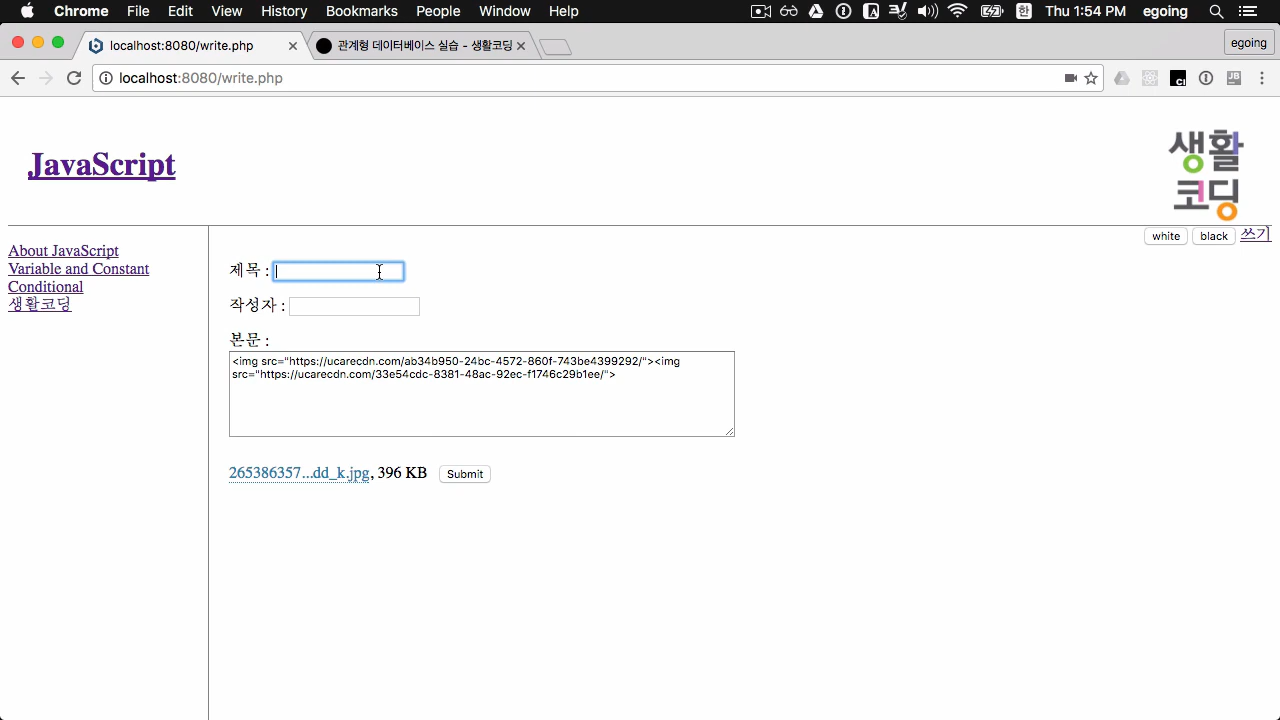 Chrome File Edit View History Bookmarks People Window Help 한 Thu 1:54 PM egoing
localhost:8080/write.php 관계형 데이터베이스 실습 - 생활코딩 egoing
localhost:8080/write.php
JavaScript
생활
코딩
white black 쓰기
About JavaScript
Variable and Constant
Conditional
생활코딩
제목 :
작성자 :
본문 :
<img src="https://ucarecdn.com/ab34b950-24bc-4572-860f-743be4399292/"><img
src="https://ucarecdn.com/33e54cdc-8381-48ac-92ec-f1746c29b1ee/">
265386357...dd_k.jpg, 396 KB Submit